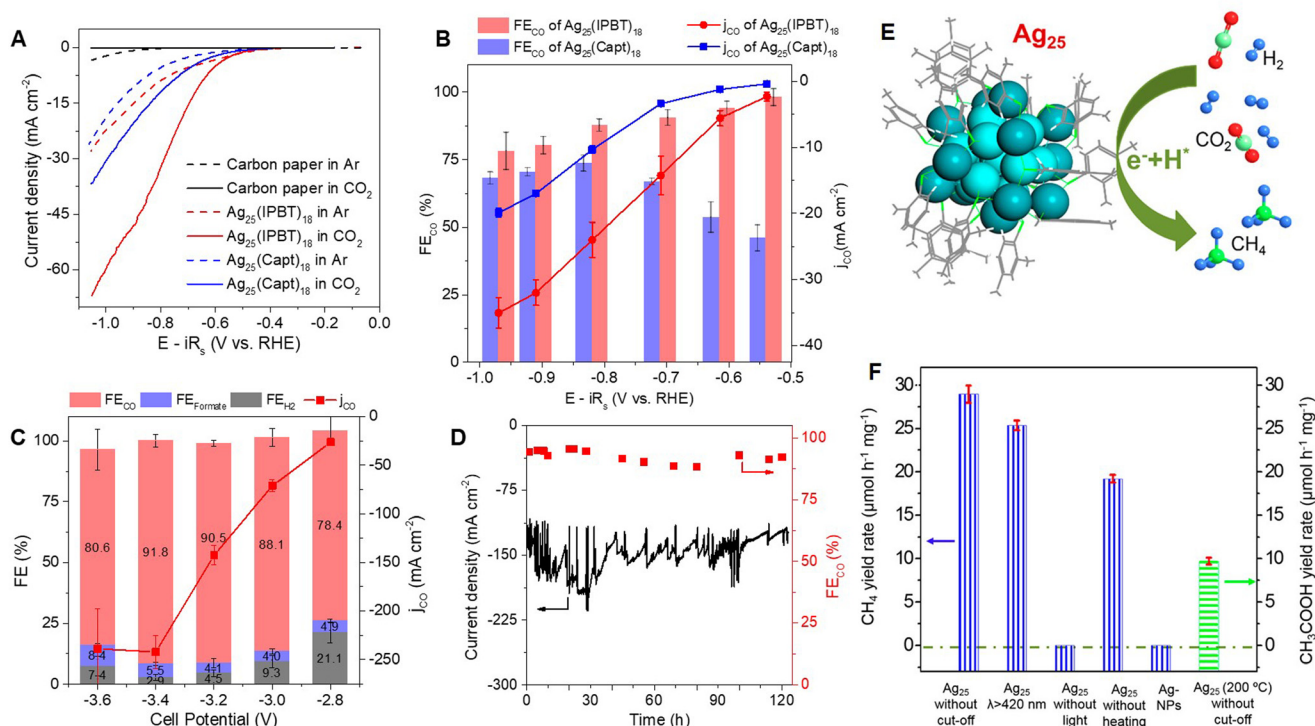 A
Current density (mA cm⁻²)
0
-15
-30
-45
-60
Carbon paper in Ar
Carbon paper in CO₂
Ag₂₅(IPBT)₁₈ in Ar
Ag₂₅(IPBT)₁₈ in CO₂
Ag₂₅(Capt)₁₈ in Ar
Ag₂₅(Capt)₁₈ in CO₂
-1.0 -0.8 -0.6 -0.4 -0.2 0.0
E - iRₛ (V vs. RHE)
B
FE_CO of Ag₂₅(IPBT)₁₈
FE_CO of Ag₂₅(Capt)₁₈
j_CO of Ag₂₅(IPBT)₁₈
j_CO of Ag₂₅(Capt)₁₈
FE_CO (%)
100
75
50
25
0
-1.0 -0.9 -0.8 -0.7 -0.6 -0.5
E - iRₛ (V vs. RHE)
0
-10
-20
-30
-40
j_CO (mA cm⁻²)
E
Ag₂₅
H₂
CO₂
e⁻+H*
CH₄
C
FE_CO FE_Formate FE_H2 j_CO
FE (%)
100
75
50
25
0
80.6 91.8 90.5 88.1 78.4
8.4 5.5 4.1 4.0 4.9
7.4 2.9 4.5 9.3 21.1
-3.6 -3.4 -3.2 -3.0 -2.8
Cell Potential (V)
0
-50
-100
-150
-200
-250
j_CO (mA cm⁻²)
D
Current density (mA cm⁻²)
0
-75
-150
-225
-300
0 20 40 60 80 100 120
Time (h)
100
75
50
25
0
FE_CO (%)
F
CH₄ yield rate (μmol h⁻¹ mg⁻¹)
30
25
20
15
10
5
0
Ag₂₅
without
cut-off
Ag₂₅
λ>420 nm
Ag₂₅
without
light
Ag₂₅
without
heating
Ag-
NPs
Ag₂₅ (200 ºC)
without
cut-off
30
25
20
15
10
5
0
CH₃COOH yield rate (μmol h⁻¹ mg⁻¹)